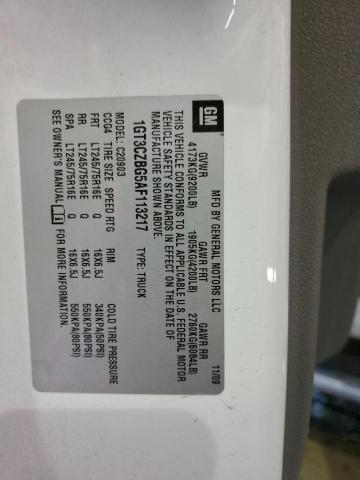 GM
MFD BY GENERAL MOTORS LLC 11/09
GVWR GAWR FRT GAWR RR
4173KG(9200LB) 1905KG(4200LB) 2760KG(6084LB)
THIS VEHICLE CONFORMS TO ALL APPLICABLE U.S. FEDERAL MOTOR
VEHICLE SAFETY STANDARDS IN EFFECT ON THE DATE OF
MANUFACTURE SHOWN ABOVE.
1GT3CZBG5AF113217 TYPE: TRUCK
MODEL: C20903
CCG4 TIRE SIZE SPEED RTG RIM COLD TIRE PRESSURE
FRT LT245/75R16E Q 16X6.5J 340KPA(50PSI)
RR LT245/75R16E Q 16X6.5J 550KPA(80PSI)
SPA LT245/75R16E Q 16X6.5J 550KPA(80PSI)
SEE OWNER'S MANUAL FOR MORE INFORMATION.